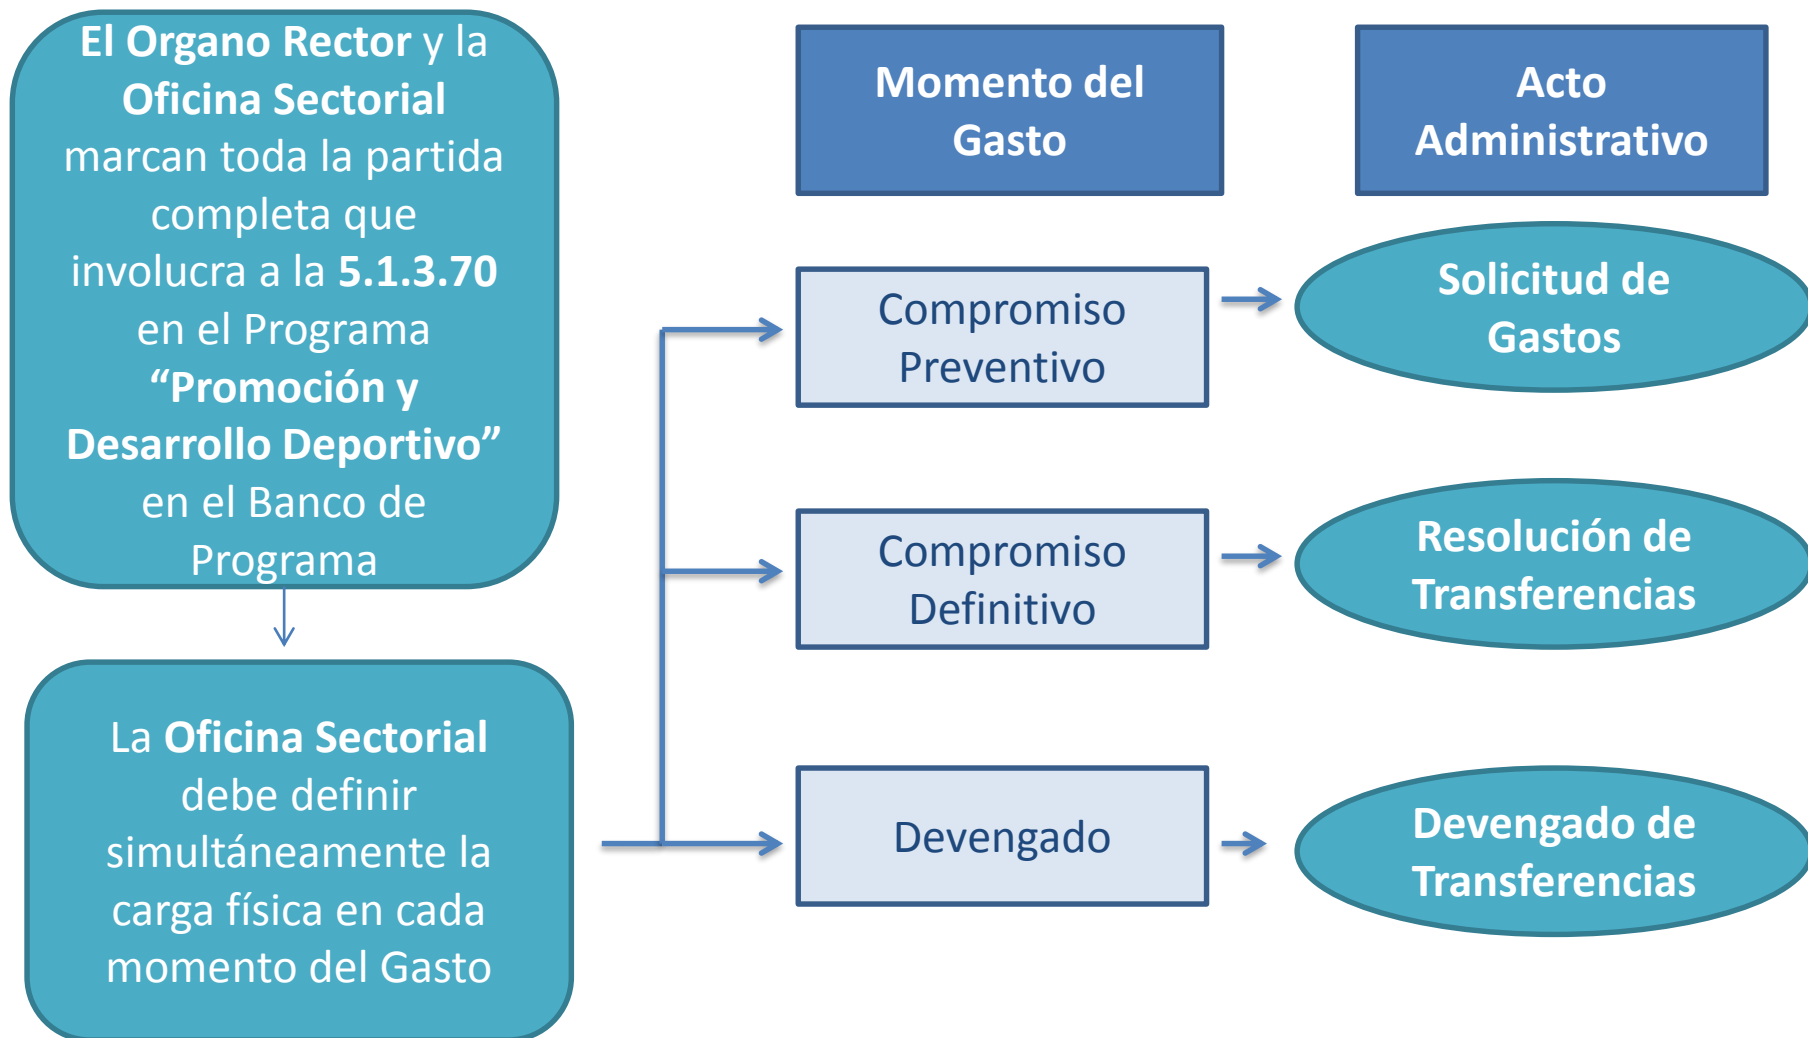 El Organo Rector y la
Oficina Sectorial
marcan toda la partida
completa que
involucra a la 5.1.3.70
en el Programa
“Promoción y
Desarrollo Deportivo”
en el Banco de
Programa
La Oficina Sectorial
debe definir
simultáneamente la
carga física en cada
momento del Gasto
Momento del
Gasto
Acto
Administrativo
Compromiso
Preventivo
Solicitud de
Gastos
Compromiso
Definitivo
Resolución de
Transferencias
Devengado
Devengado de
Transferencias